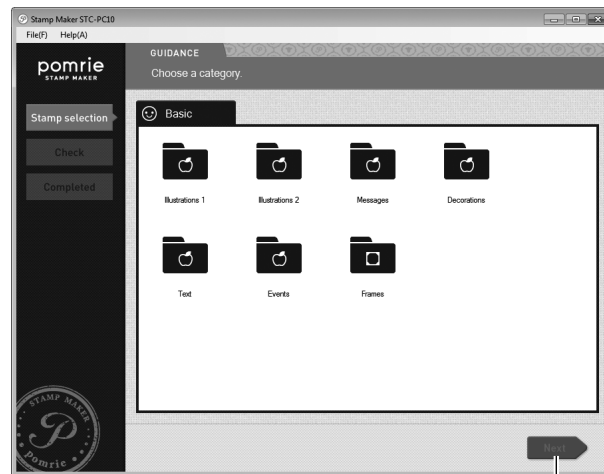 Stamp Maker STC-PC10
File(F) Help(A)
pomrie
STAMP MAKER
GUIDANCE
Choose a category.
Stamp selection
Check
Completed
Basic
Illustrations 1 Illustrations 2 Messages Decorations
Text Events Frames
STAMP MAKER
P
Pomrie
Next